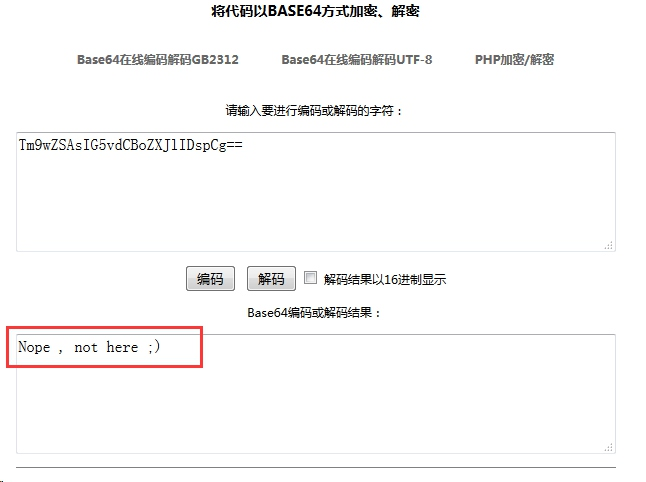 将代码以BASE64方式加密、解密
Base64在线编码解码GB2312 Base64在线编码解码UTF-8 PHP加密/解密
请输入要进行编码或解码的字符：
Tm9wZSAsIG5vdCBoZXJlIDspCg==
编码 解码 解码结果以16进制显示
Base64编码或解码结果：
Nope , not here ;)